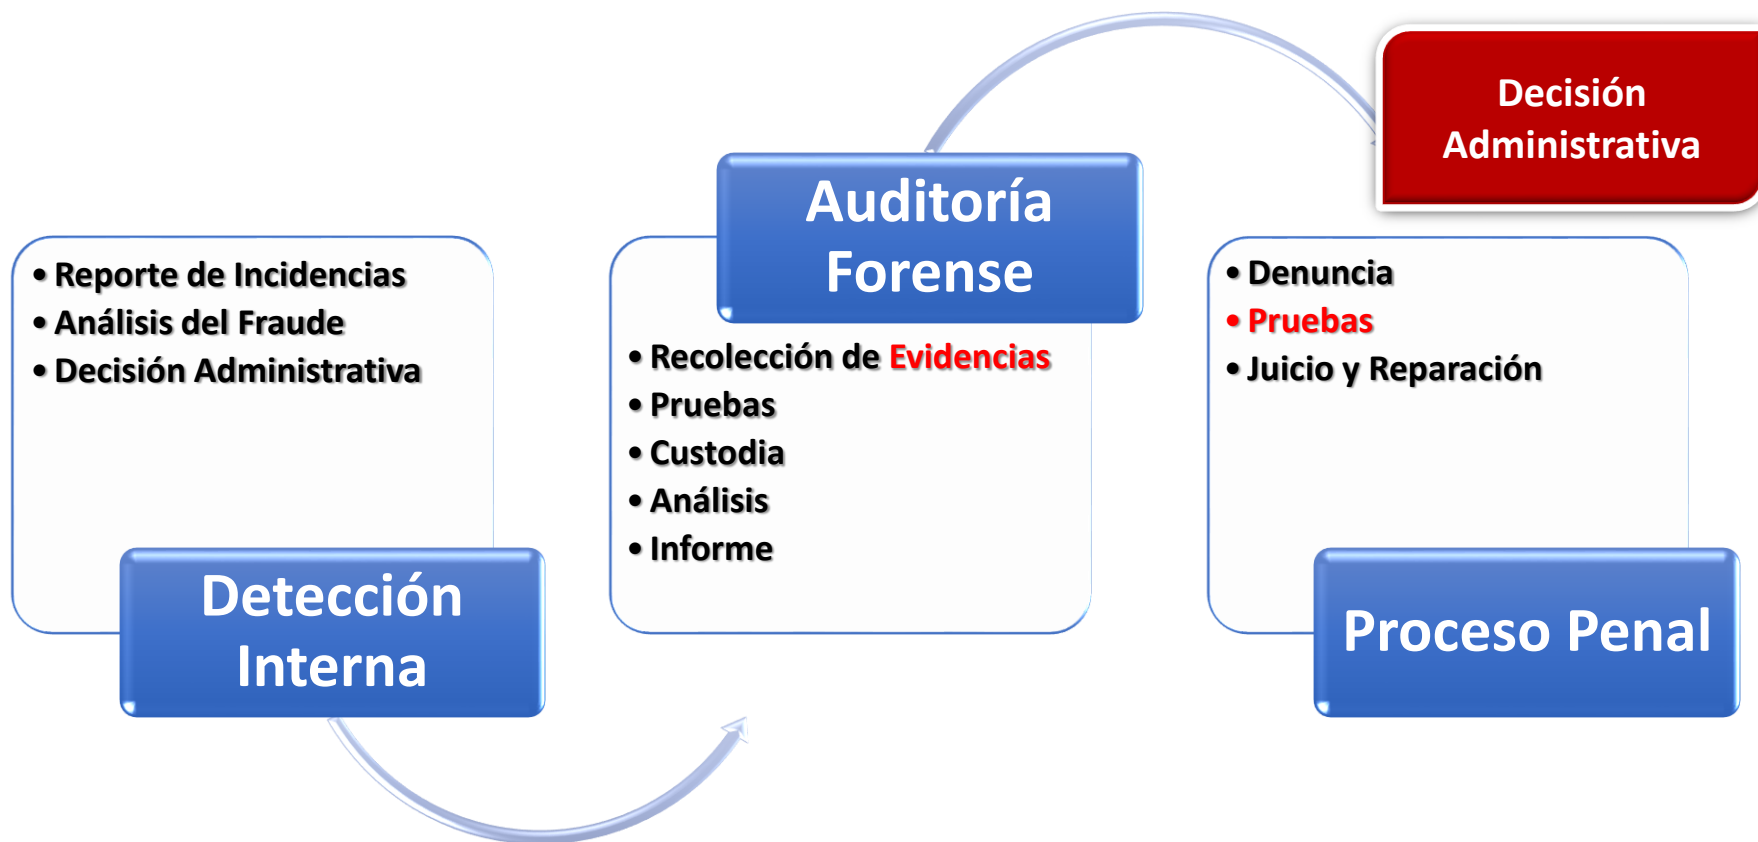 • Reporte de Incidencias
• Análisis del Fraude
• Decisión Administrativa
Detección
Interna
Auditoría
Forense
• Recolección de Evidencias
• Pruebas
• Custodia
• Análisis
• Informe
Decisión
Administrativa
• Denuncia
• Pruebas
• Juicio y Reparación
Proceso Penal